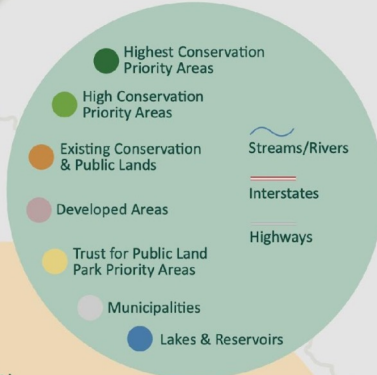 Highest Conservation
Priority Areas
High Conservation
Priority Areas
Existing Conservation
& Public Lands
Developed Areas
Trust for Public Land
Park Priority Areas
Municipalities
Lakes & Reservoirs
Streams/Rivers
Interstates
Highways